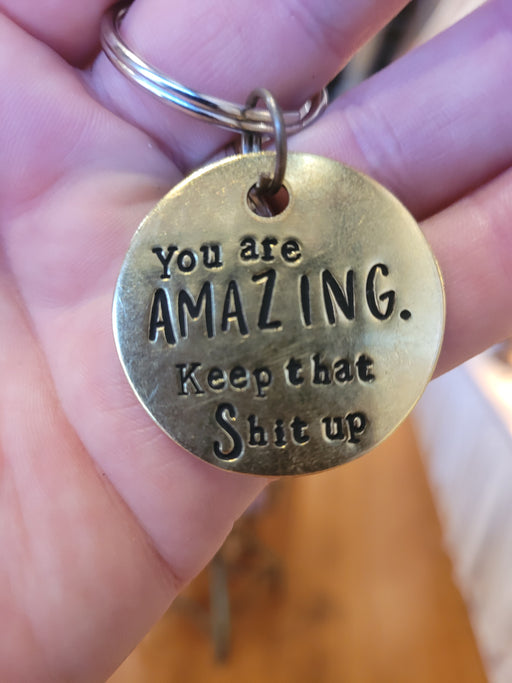 You are
AMAZING.
Keep that
Shit up